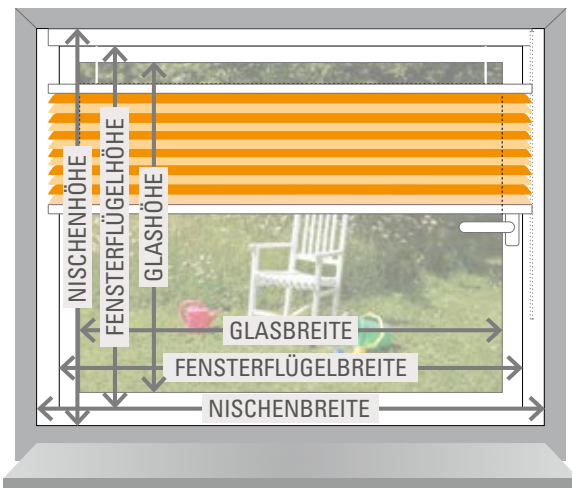 NISCHENHÖHE
FENSTERFLÜGELHÖHE
GLASHÖHE
GLASBREITE
FENSTERFLÜGELBREITE
NISCHENBREITE